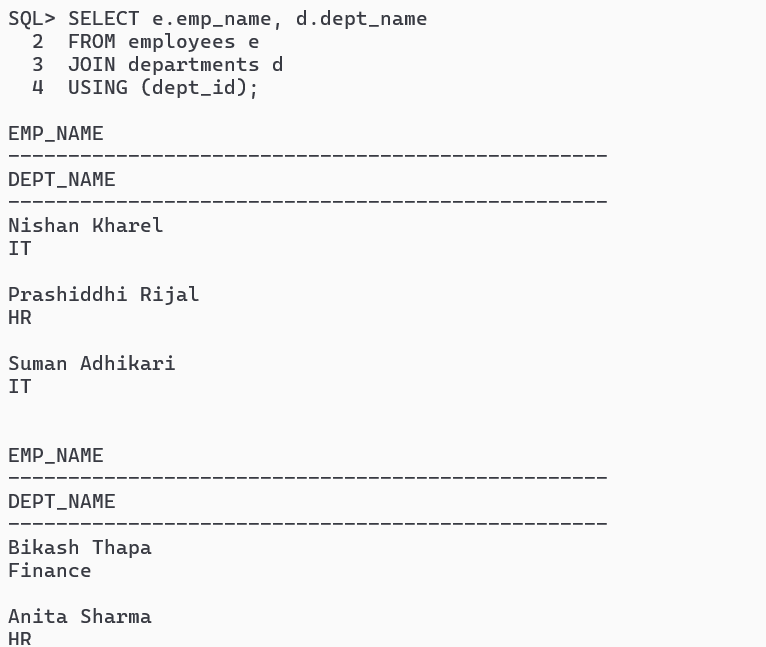 SQL> SELECT e.emp_name, d.dept_name
  2  FROM employees e
  3  JOIN departments d
  4  USING (dept_id);
EMP_NAME
--------------------------------------------------
DEPT_NAME
--------------------------------------------------
Nishan Kharel
IT
Prashiddhi Rijal
HR
Suman Adhikari
IT
EMP_NAME
--------------------------------------------------
DEPT_NAME
--------------------------------------------------
Bikash Thapa
Finance
Anita Sharma
HR